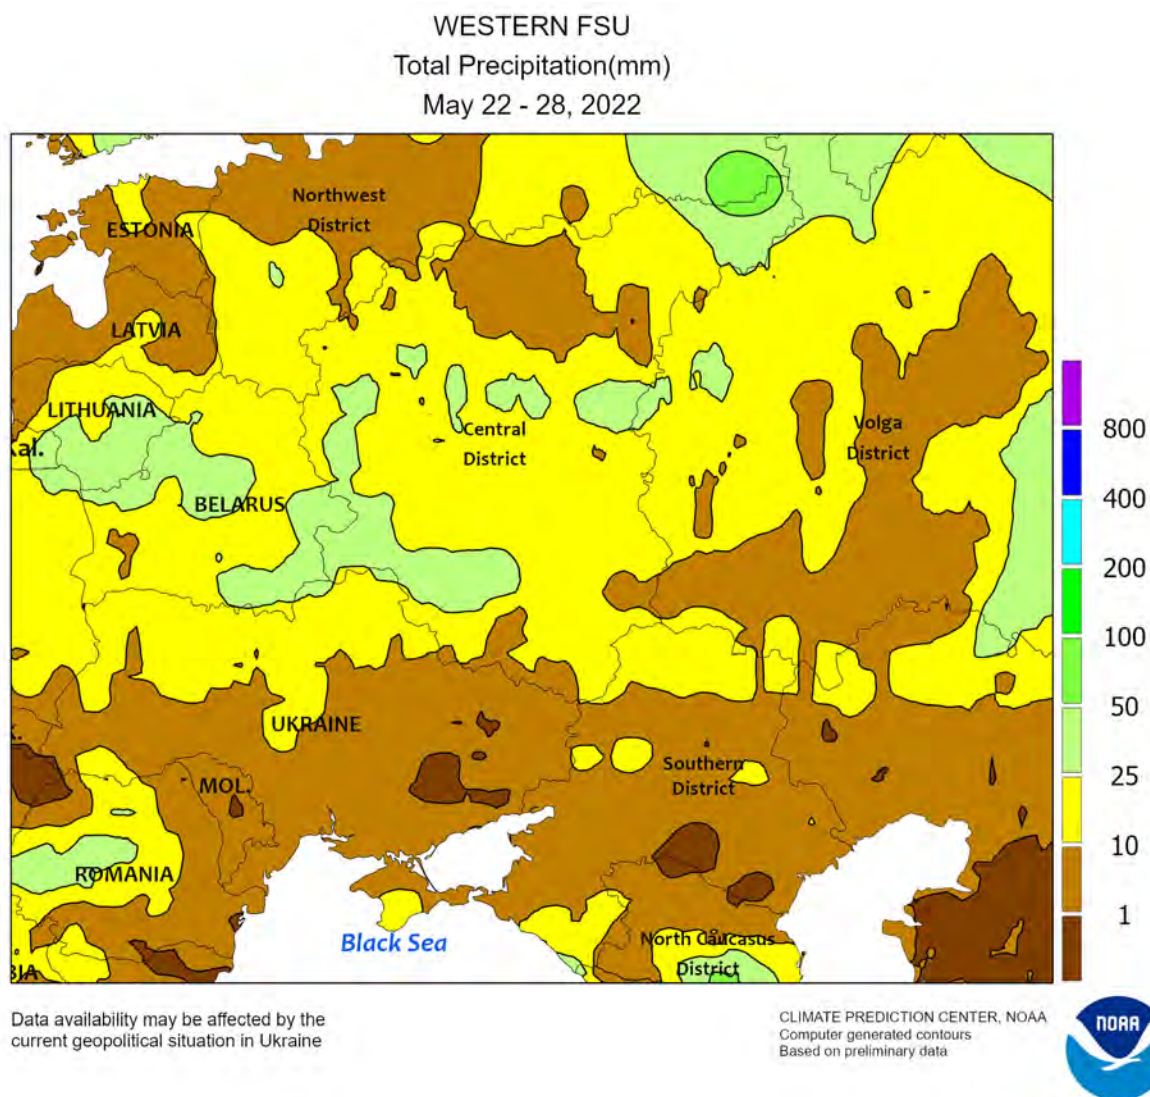 WESTERN FSU
Total Precipitation(mm)
May 22 - 28, 2022
Northwest
District
ESTONIA
LATVIA
LITHUANIA
Kal.
Central
District
Volga
District
BELARUS
UKRAINE
MOL.
Southern
District
ROMANIA
Black Sea
North Caucasus
District
800
400
200
100
50
25
10
1
Data availability may be affected by the
current geopolitical situation in Ukraine
CLIMATE PREDICTION CENTER, NOAA
Computer generated contours
Based on preliminary data
NOAA